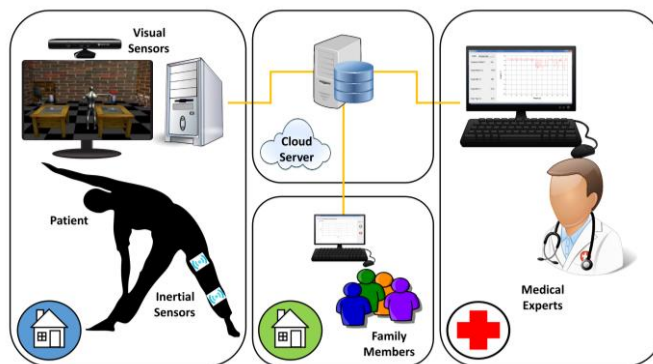 Visual
Sensors
Patient
Inertial
Sensors
Cloud
Server
Family
Members
Medical
Experts